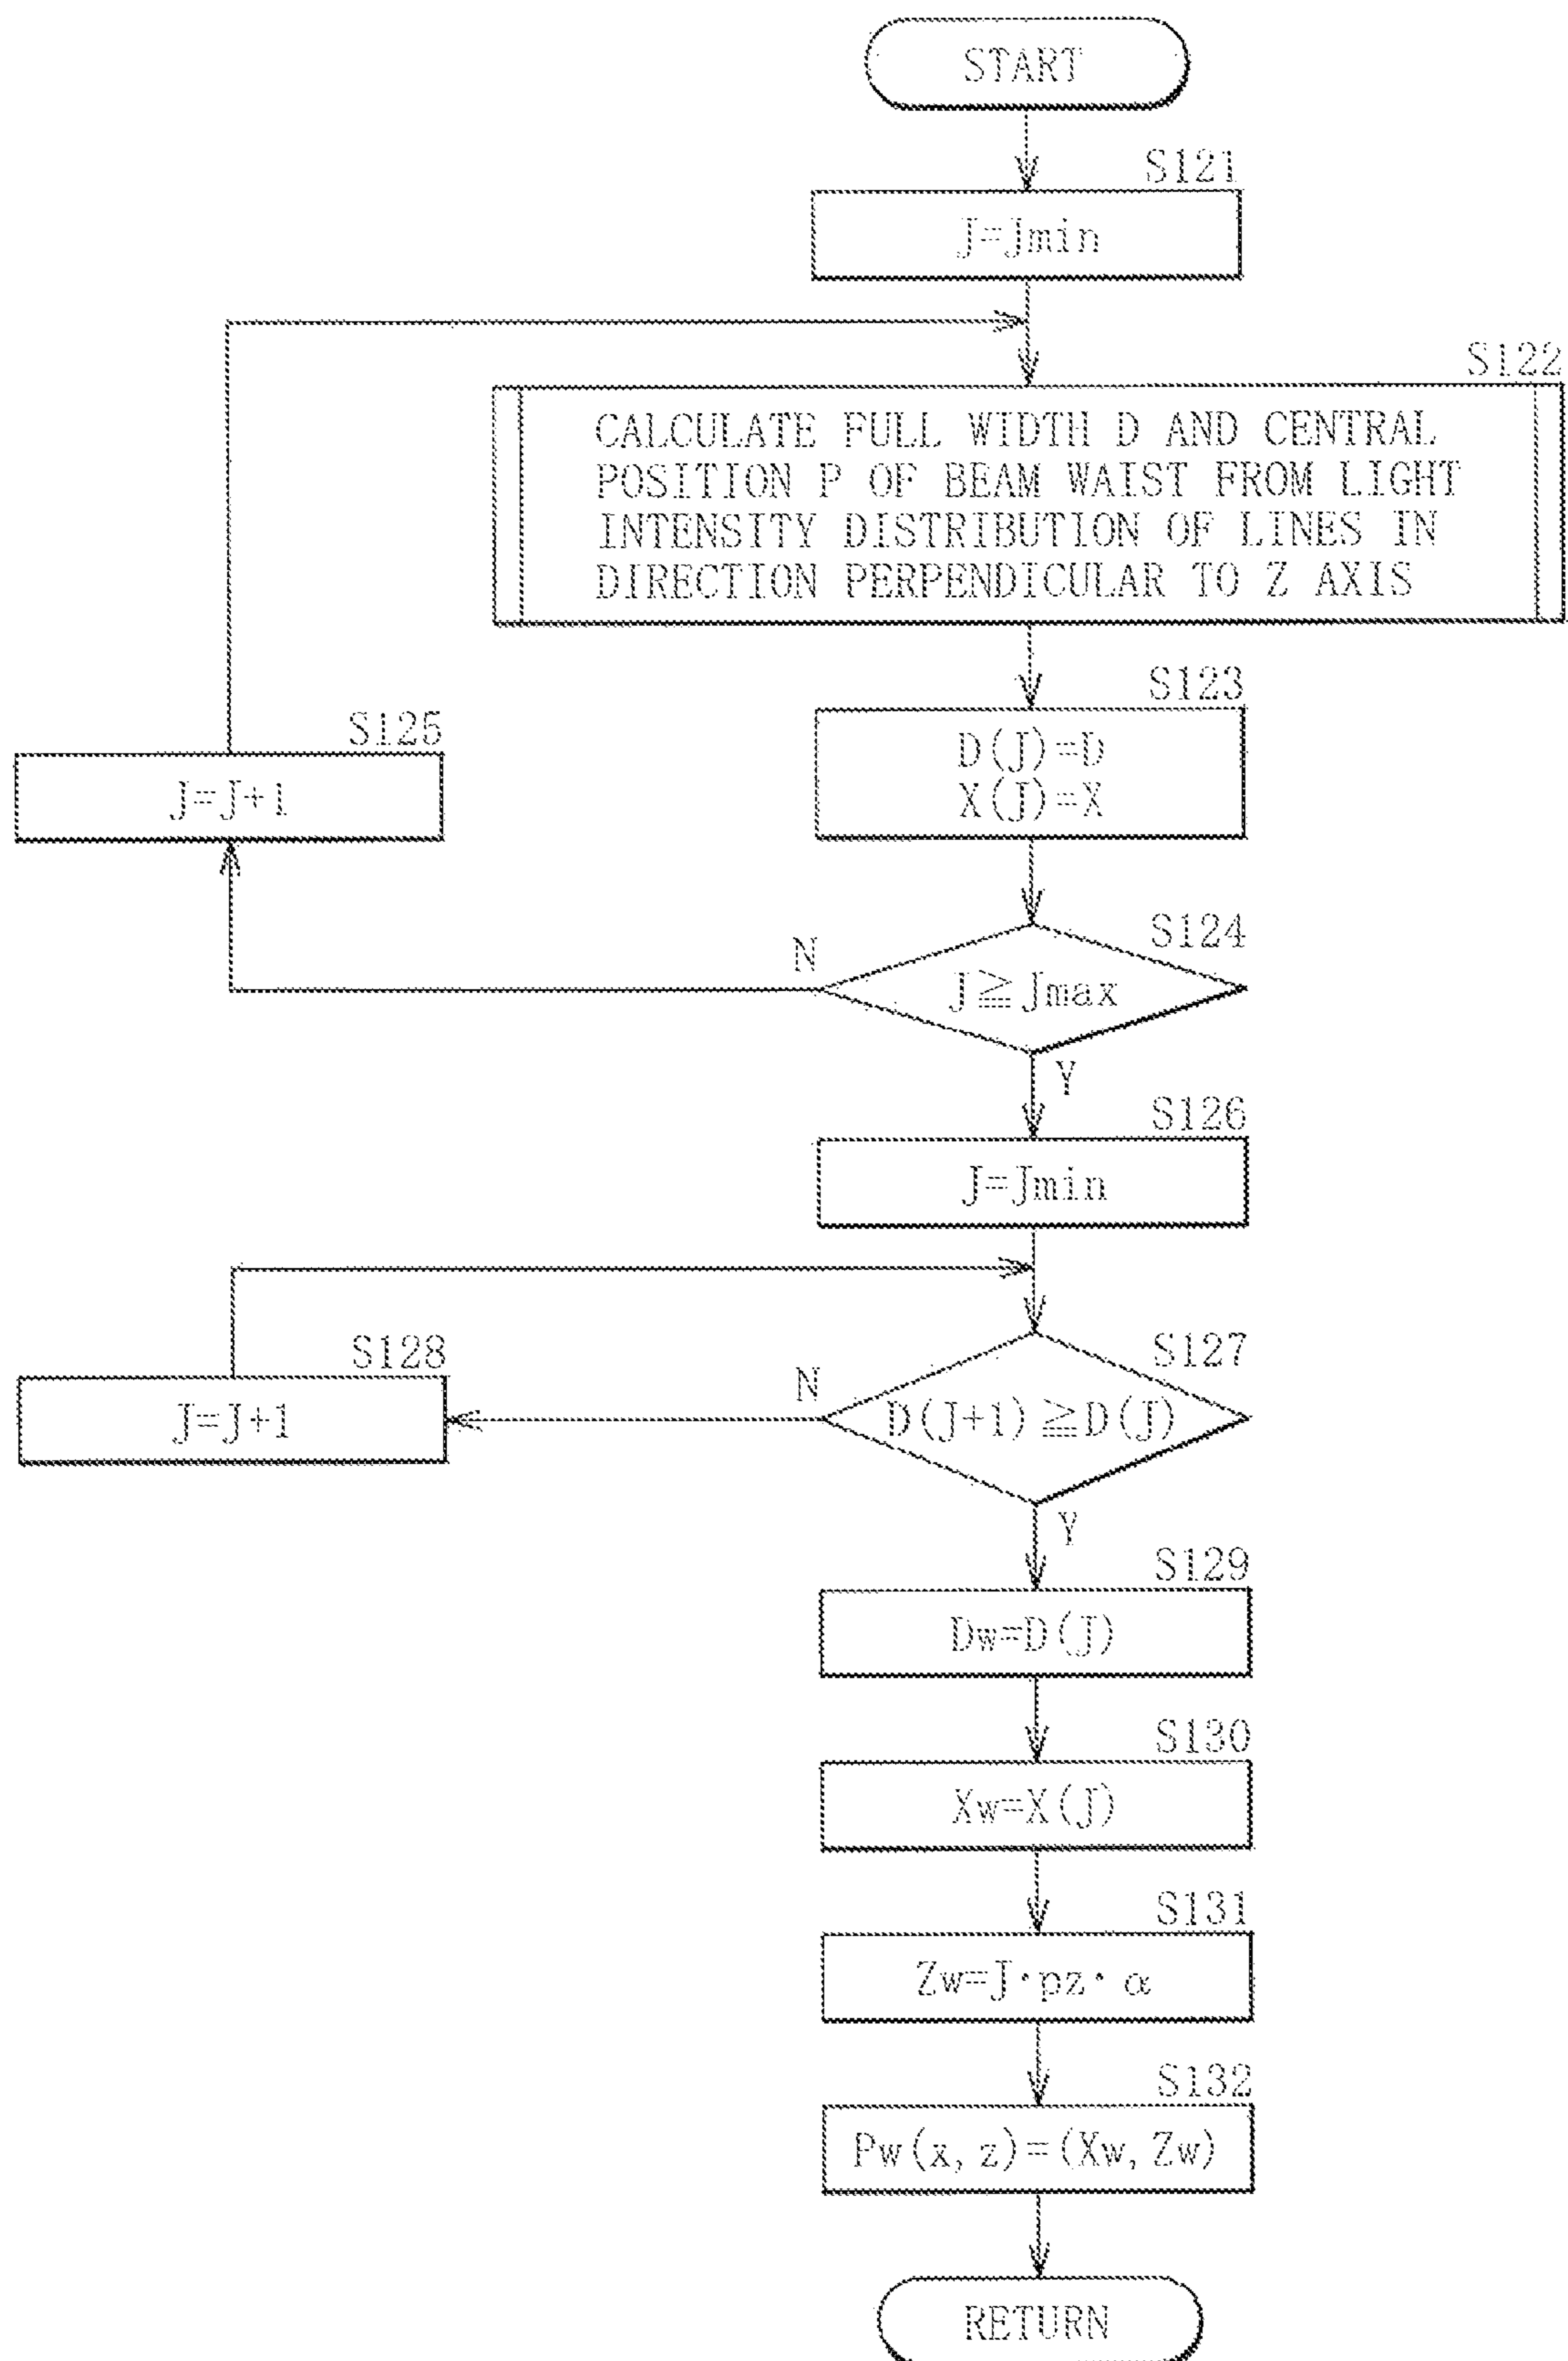 START
S121
J=Jmin
S122
CALCULATE FULL WIDTH D AND CENTRAL
POSITION P OF BEAM WAIST FROM LIGHT
INTENSITY DISTRIBUTION OF LINES IN
DIRECTION PERPENDICULAR TO Z AXIS
S123
D(J)=D
X(J)=X
S125
J=J+1
S124
N
J≧Jmax
Y
S126
J=Jmin
S128
J=J+1
S127
N
D(J+1)≧D(J)
Y
S129
Dw=D(J)
S130
Xw=X(J)
S131
Zw=J·pz·α
S132
Pw(x,z)=(Xw,Zw)
RETURN